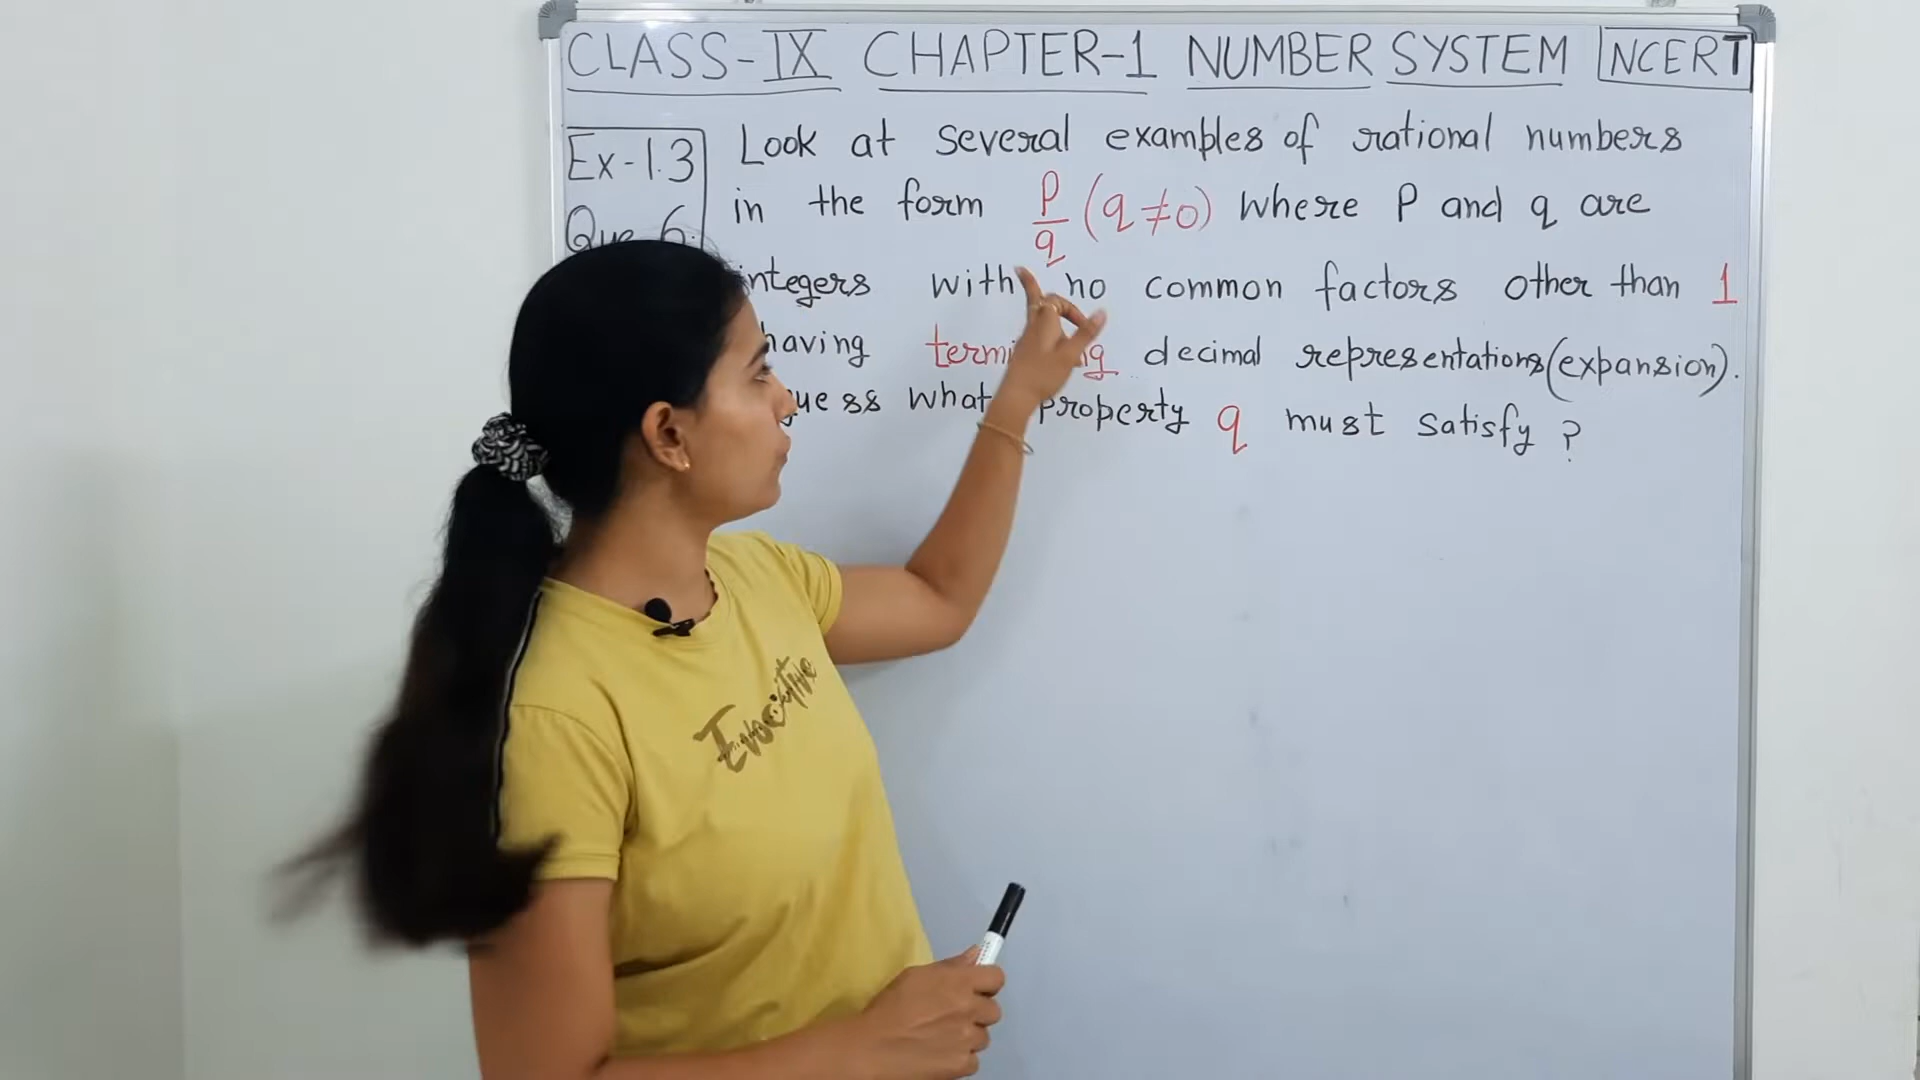 CLASS-IX CHAPTER-1 NUMBER SYSTEM NCERT
Ex-1.3
Que 6.
Look at several examples of rational numbers
in the form p/q (q≠0) where P and q are
integers with no common factors other than 1
having decimal representations (expansion).
what property q must satisfy ?
Evocative